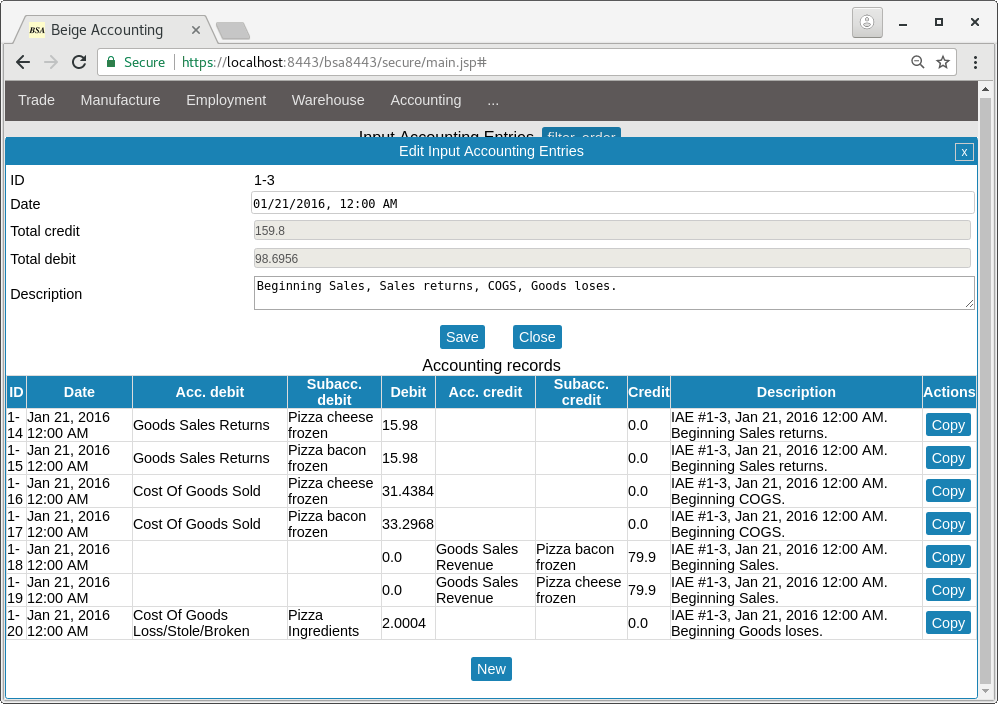 BSA Beige Accounting
Secure https://localhost:8443/bsa8443/secure/main.jsp#
Trade Manufacture Employment Warehouse Accounting ...
Input Accounting Entries filter, order
Edit Input Accounting Entries x
ID 1-3
Date 01/21/2016, 12:00 AM
Total credit 159.8
Total debit 98.6956
Description Beginning Sales, Sales returns, COGS, Goods loses.
Save Close
Accounting records
ID Date Acc. debit Subacc. debit Debit Acc. credit Subacc. credit Credit Description Actions
1-14 Jan 21, 2016 12:00 AM Goods Sales Returns Pizza cheese frozen 15.98 0.0 IAE #1-3, Jan 21, 2016 12:00 AM. Beginning Sales returns. Copy
1-15 Jan 21, 2016 12:00 AM Goods Sales Returns Pizza bacon frozen 15.98 0.0 IAE #1-3, Jan 21, 2016 12:00 AM. Beginning Sales returns. Copy
1-16 Jan 21, 2016 12:00 AM Cost Of Goods Sold Pizza cheese frozen 31.4384 0.0 IAE #1-3, Jan 21, 2016 12:00 AM. Beginning COGS. Copy
1-17 Jan 21, 2016 12:00 AM Cost Of Goods Sold Pizza bacon frozen 33.2968 0.0 IAE #1-3, Jan 21, 2016 12:00 AM. Beginning COGS. Copy
1-18 Jan 21, 2016 12:00 AM 0.0 Goods Sales Revenue Pizza bacon frozen 79.9 IAE #1-3, Jan 21, 2016 12:00 AM. Beginning Sales. Copy
1-19 Jan 21, 2016 12:00 AM 0.0 Goods Sales Revenue Pizza cheese frozen 79.9 IAE #1-3, Jan 21, 2016 12:00 AM. Beginning Sales. Copy
1-20 Jan 21, 2016 12:00 AM Cost Of Goods Loss/Stole/Broken Pizza Ingredients 2.0004 0.0 IAE #1-3, Jan 21, 2016 12:00 AM. Beginning Goods loses. Copy
New